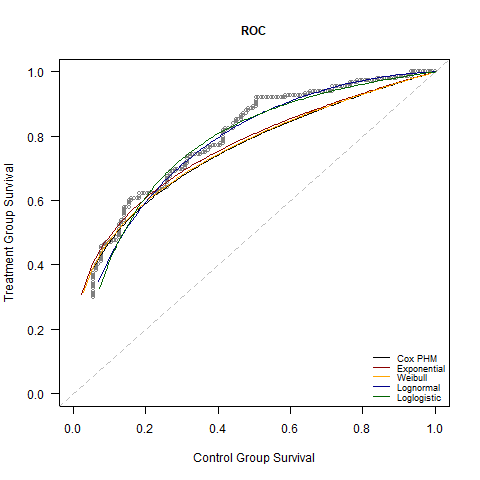 ROC
Treatment Group Survival
1.0
0.8
0.6
0.4
0.2
0.0
Cox PHM
Exponential
Weibull
Lognormal
Loglogistic
0.0 0.2 0.4 0.6 0.8 1.0
Control Group Survival